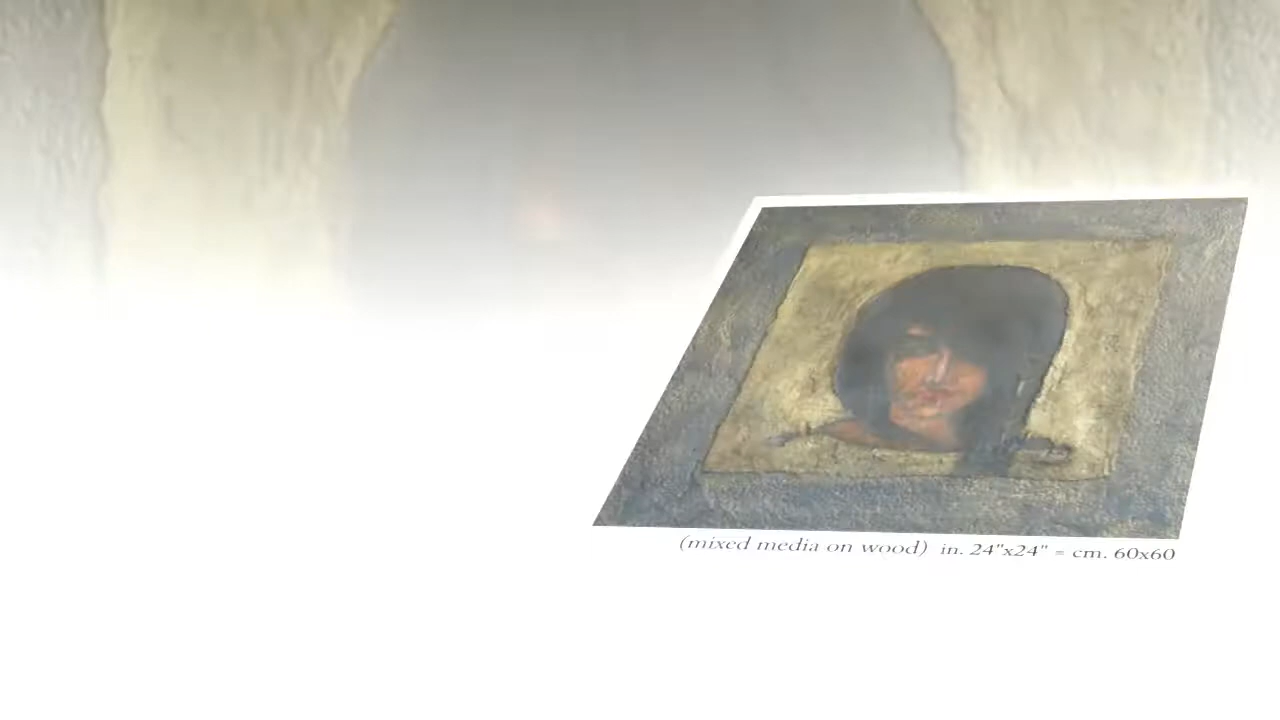 (mixed media on wood) in. 24"x24" = cm. 60x60